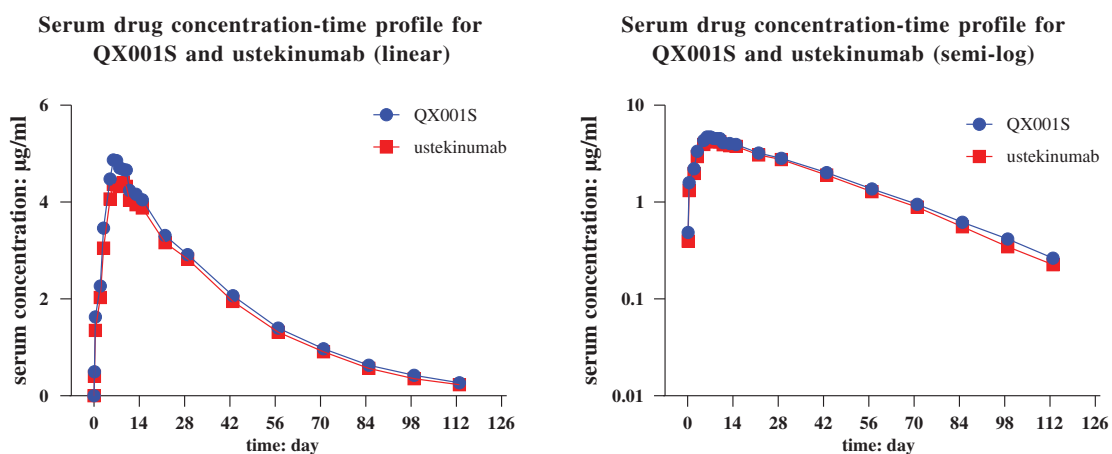 Serum drug concentration-time profile for
QX001S and ustekinumab (linear)
serum concentration: µg/ml
6
4
2
0
QX001S
ustekinumab
0 14 28 42 56 70 84 98 112 126
time: day
Serum drug concentration-time profile for
QX001S and ustekinumab (semi-log)
serum concentration: µg/ml
10
1
0.1
0.01
QX001S
ustekinumab
0 14 28 42 56 70 84 98 112 126
time: day